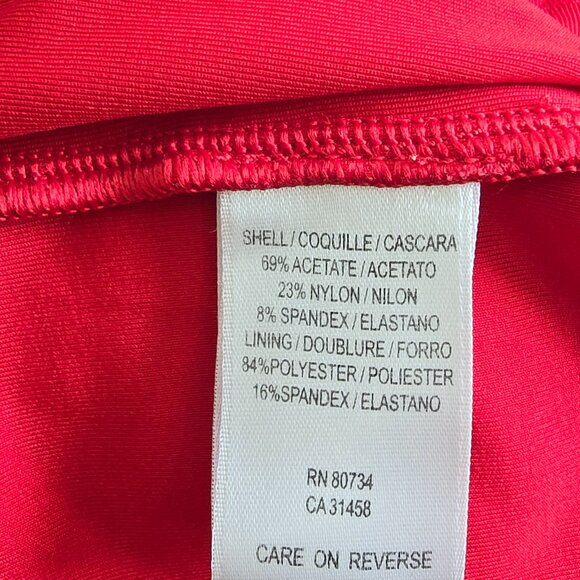 SHELL/COQUILLE/CASCARA
69% ACETATE/ACETATO
23% NYLON/NILON
8% SPANDEX/ELASTANO
LINING/DOUBLURE/FORRO
84%POLYESTER/POLIESTER
16%SPANDEX/ELASTANO
RN 80734
CA 31458
CARE ON REVERSE